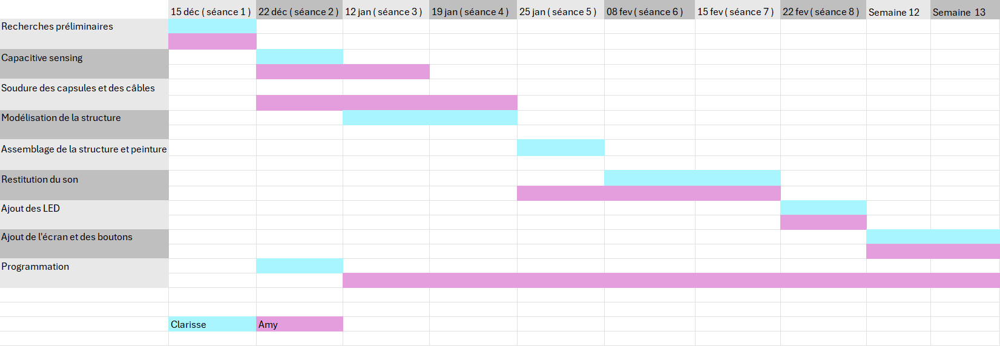 15 déc ( séance 1 ) 22 déc ( séance 2 ) 12 jan ( séance 3 ) 19 jan ( séance 4 ) 25 jan ( séance 5 ) 08 fev ( séance 6 ) 15 fev ( séance 7 ) 22 fev ( séance 8 ) Semaine 12 Semaine 13
Recherches préliminaires
Capacitive sensing
Soudure des capsules et des câbles
Modélisation de la structure
Assemblage de la structure et peinture
Restitution du son
Ajout des LED
Ajout de l'écran et des boutons
Programmation
Clarisse Amy